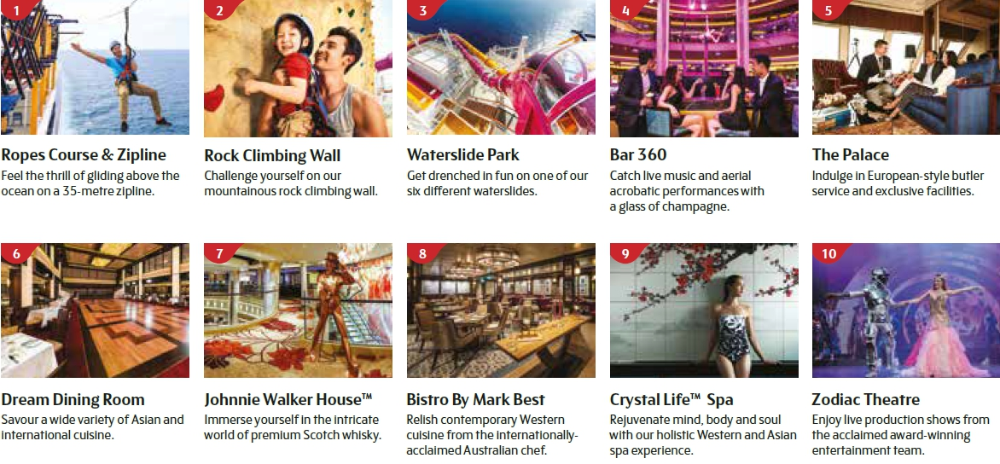 1
2
3
4
5
Ropes Course & Zipline
Feel the thrill of gliding above the
ocean on a 35-metre zipline.
Rock Climbing Wall
Challenge yourself on our
mountainous rock climbing wall.
Waterslide Park
Get drenched in fun on one of our
six different waterslides.
Bar 360
Catch live music and aerial
acrobatic performances with
a glass of champagne.
The Palace
Indulge in European-style butler
service and exclusive facilities.
6
7
8
9
10
Dream Dining Room
Savour a wide variety of Asian and
international cuisine.
Johnnie Walker House™
Immerse yourself in the intricate
world of premium Scotch whisky.
Bistro By Mark Best
Relish contemporary Western
cuisine from the internationally-
acclaimed Australian chef.
Crystal Life™ Spa
Rejuvenate mind, body and soul
with our holistic Western and Asian
spa experience.
Zodiac Theatre
Enjoy live production shows from
the acclaimed award-winning
entertainment team.